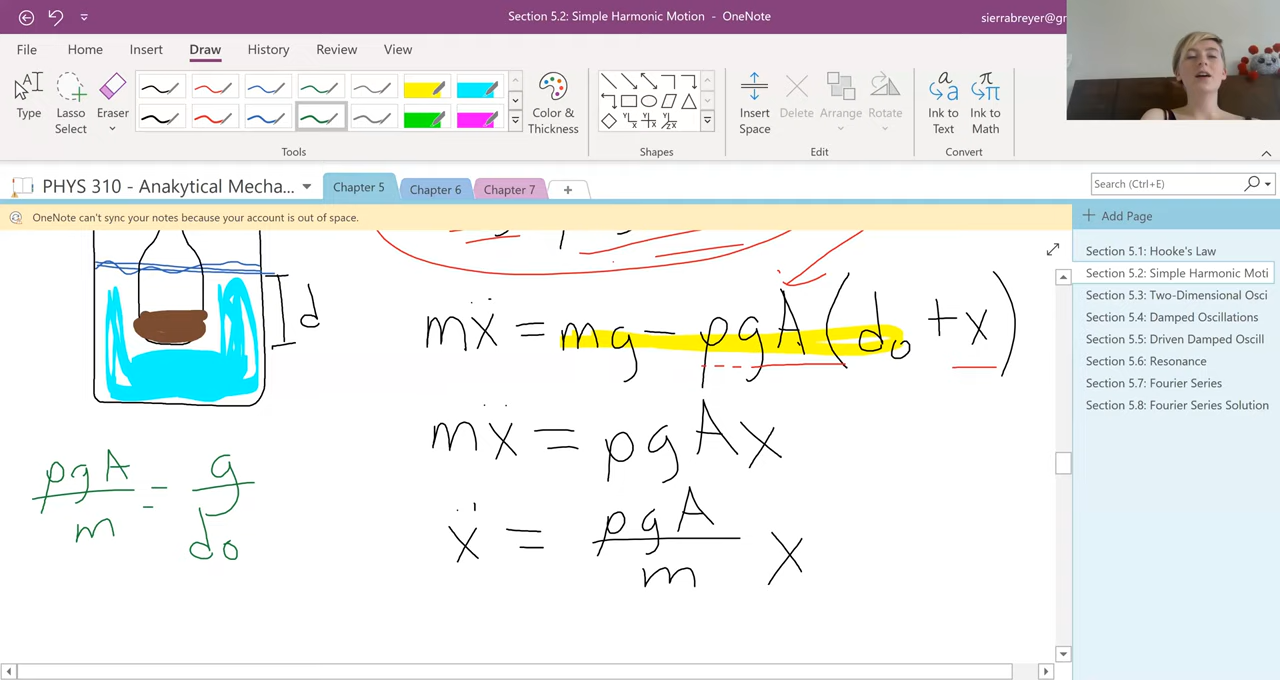 Section 5.2: Simple Harmonic Motion - OneNote
sierrabreyer@gr
File Home Insert Draw History Review View
Type
Lasso Select
Eraser
Color & Thickness
Insert Space
Delete
Arrange
Rotate
Ink to Text
Ink to Math
Tools
Shapes
Edit
Convert
PHYS 310 - Anakytical Mecha...
Chapter 5
Chapter 6
Chapter 7
Search (Ctrl+E)
OneNote can't sync your notes because your account is out of space.
Add Page
Section 5.1: Hooke's Law
Section 5.2: Simple Harmonic Moti
Section 5.3: Two-Dimensional Osci
Section 5.4: Damped Oscillations
Section 5.5: Driven Damped Oscill
Section 5.6: Resonance
Section 5.7: Fourier Series
Section 5.8: Fourier Series Solution
d
mẍ = mg - ρgA(d₀ + x)
mẍ = ρgAx
ẍ = ρgA/m x
ρgA/m = g/d₀